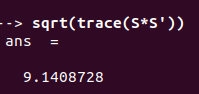 --> sqrt(trace(S*S'))
ans  =

9.1408728